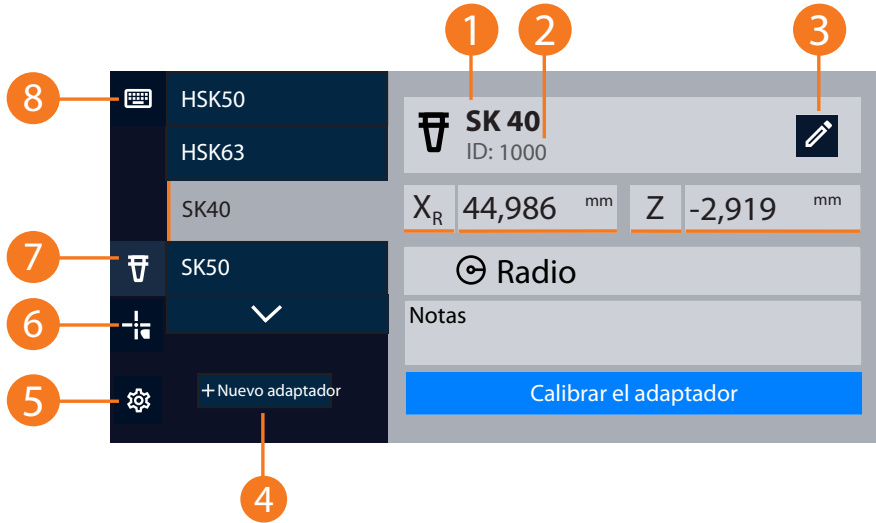 1
2
3
8
HSK50
HSK63
SK40
SK50
7
6
5
+ Nuevo adaptador
4
SK 40
ID: 1000
XR 44,986 mm Z -2,919 mm
Radio
Notas
Calibrar el adaptador